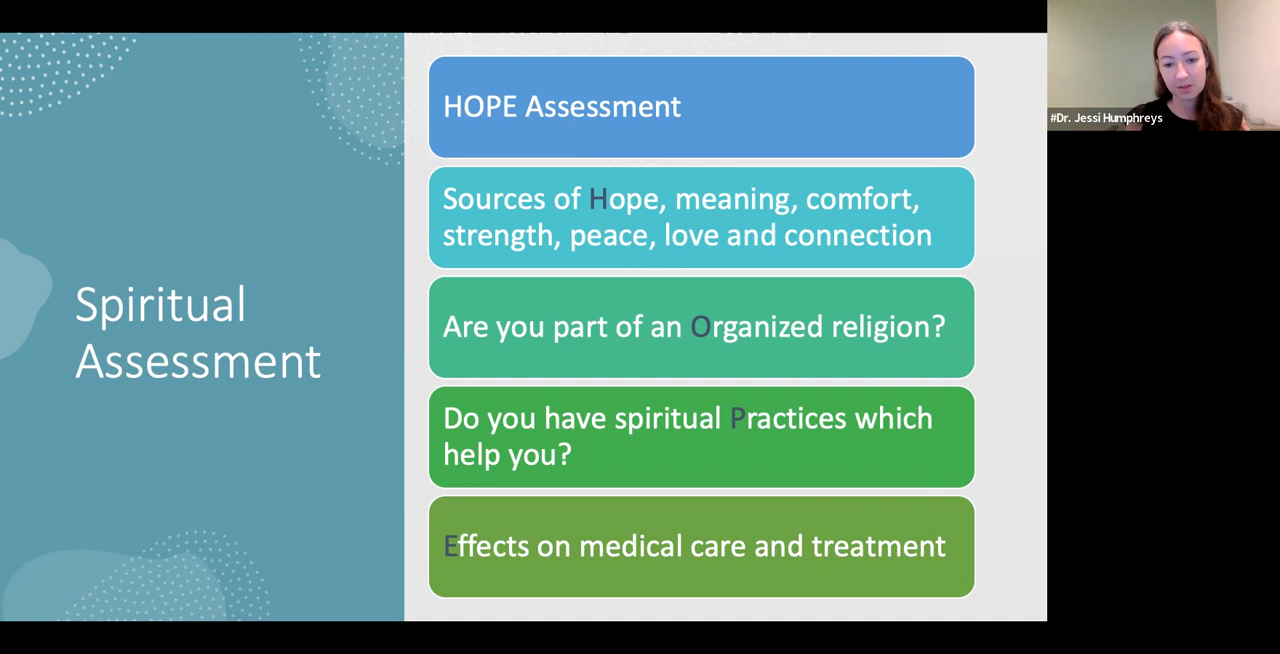 Spiritual
Assessment
HOPE Assessment
Sources of Hope, meaning, comfort,
strength, peace, love and connection
Are you part of an Organized religion?
Do you have spiritual Practices which
help you?
Effects on medical care and treatment
#Dr. Jessi Humphreys